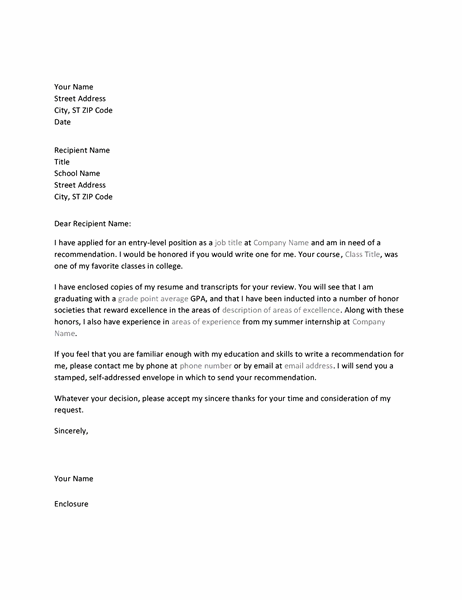 Your Name
Street Address
City, ST ZIP Code
Date
Recipient Name
Title
School Name
Street Address
City, ST ZIP Code
Dear Recipient Name:
I have applied for an entry-level position as a job title at Company Name and am in need of a
recommendation. I would be honored if you would write one for me. Your course, Class Title, was
one of my favorite classes in college.
I have enclosed copies of my resume and transcripts for your review. You will see that I am
graduating with a grade point average GPA, and that I have been inducted into a number of honor
societies that reward excellence in the areas of description of areas of excellence. Along with these
honors, I also have experience in areas of experience from my summer internship at Company
Name.
If you feel that you are familiar enough with my education and skills to write a recommendation for
me, please contact me by phone at phone number or by email at email address. I will send you a
stamped, self-addressed envelope in which to send your recommendation.
Whatever your decision, please accept my sincere thanks for your time and consideration of my
request.
Sincerely,
Your Name
Enclosure